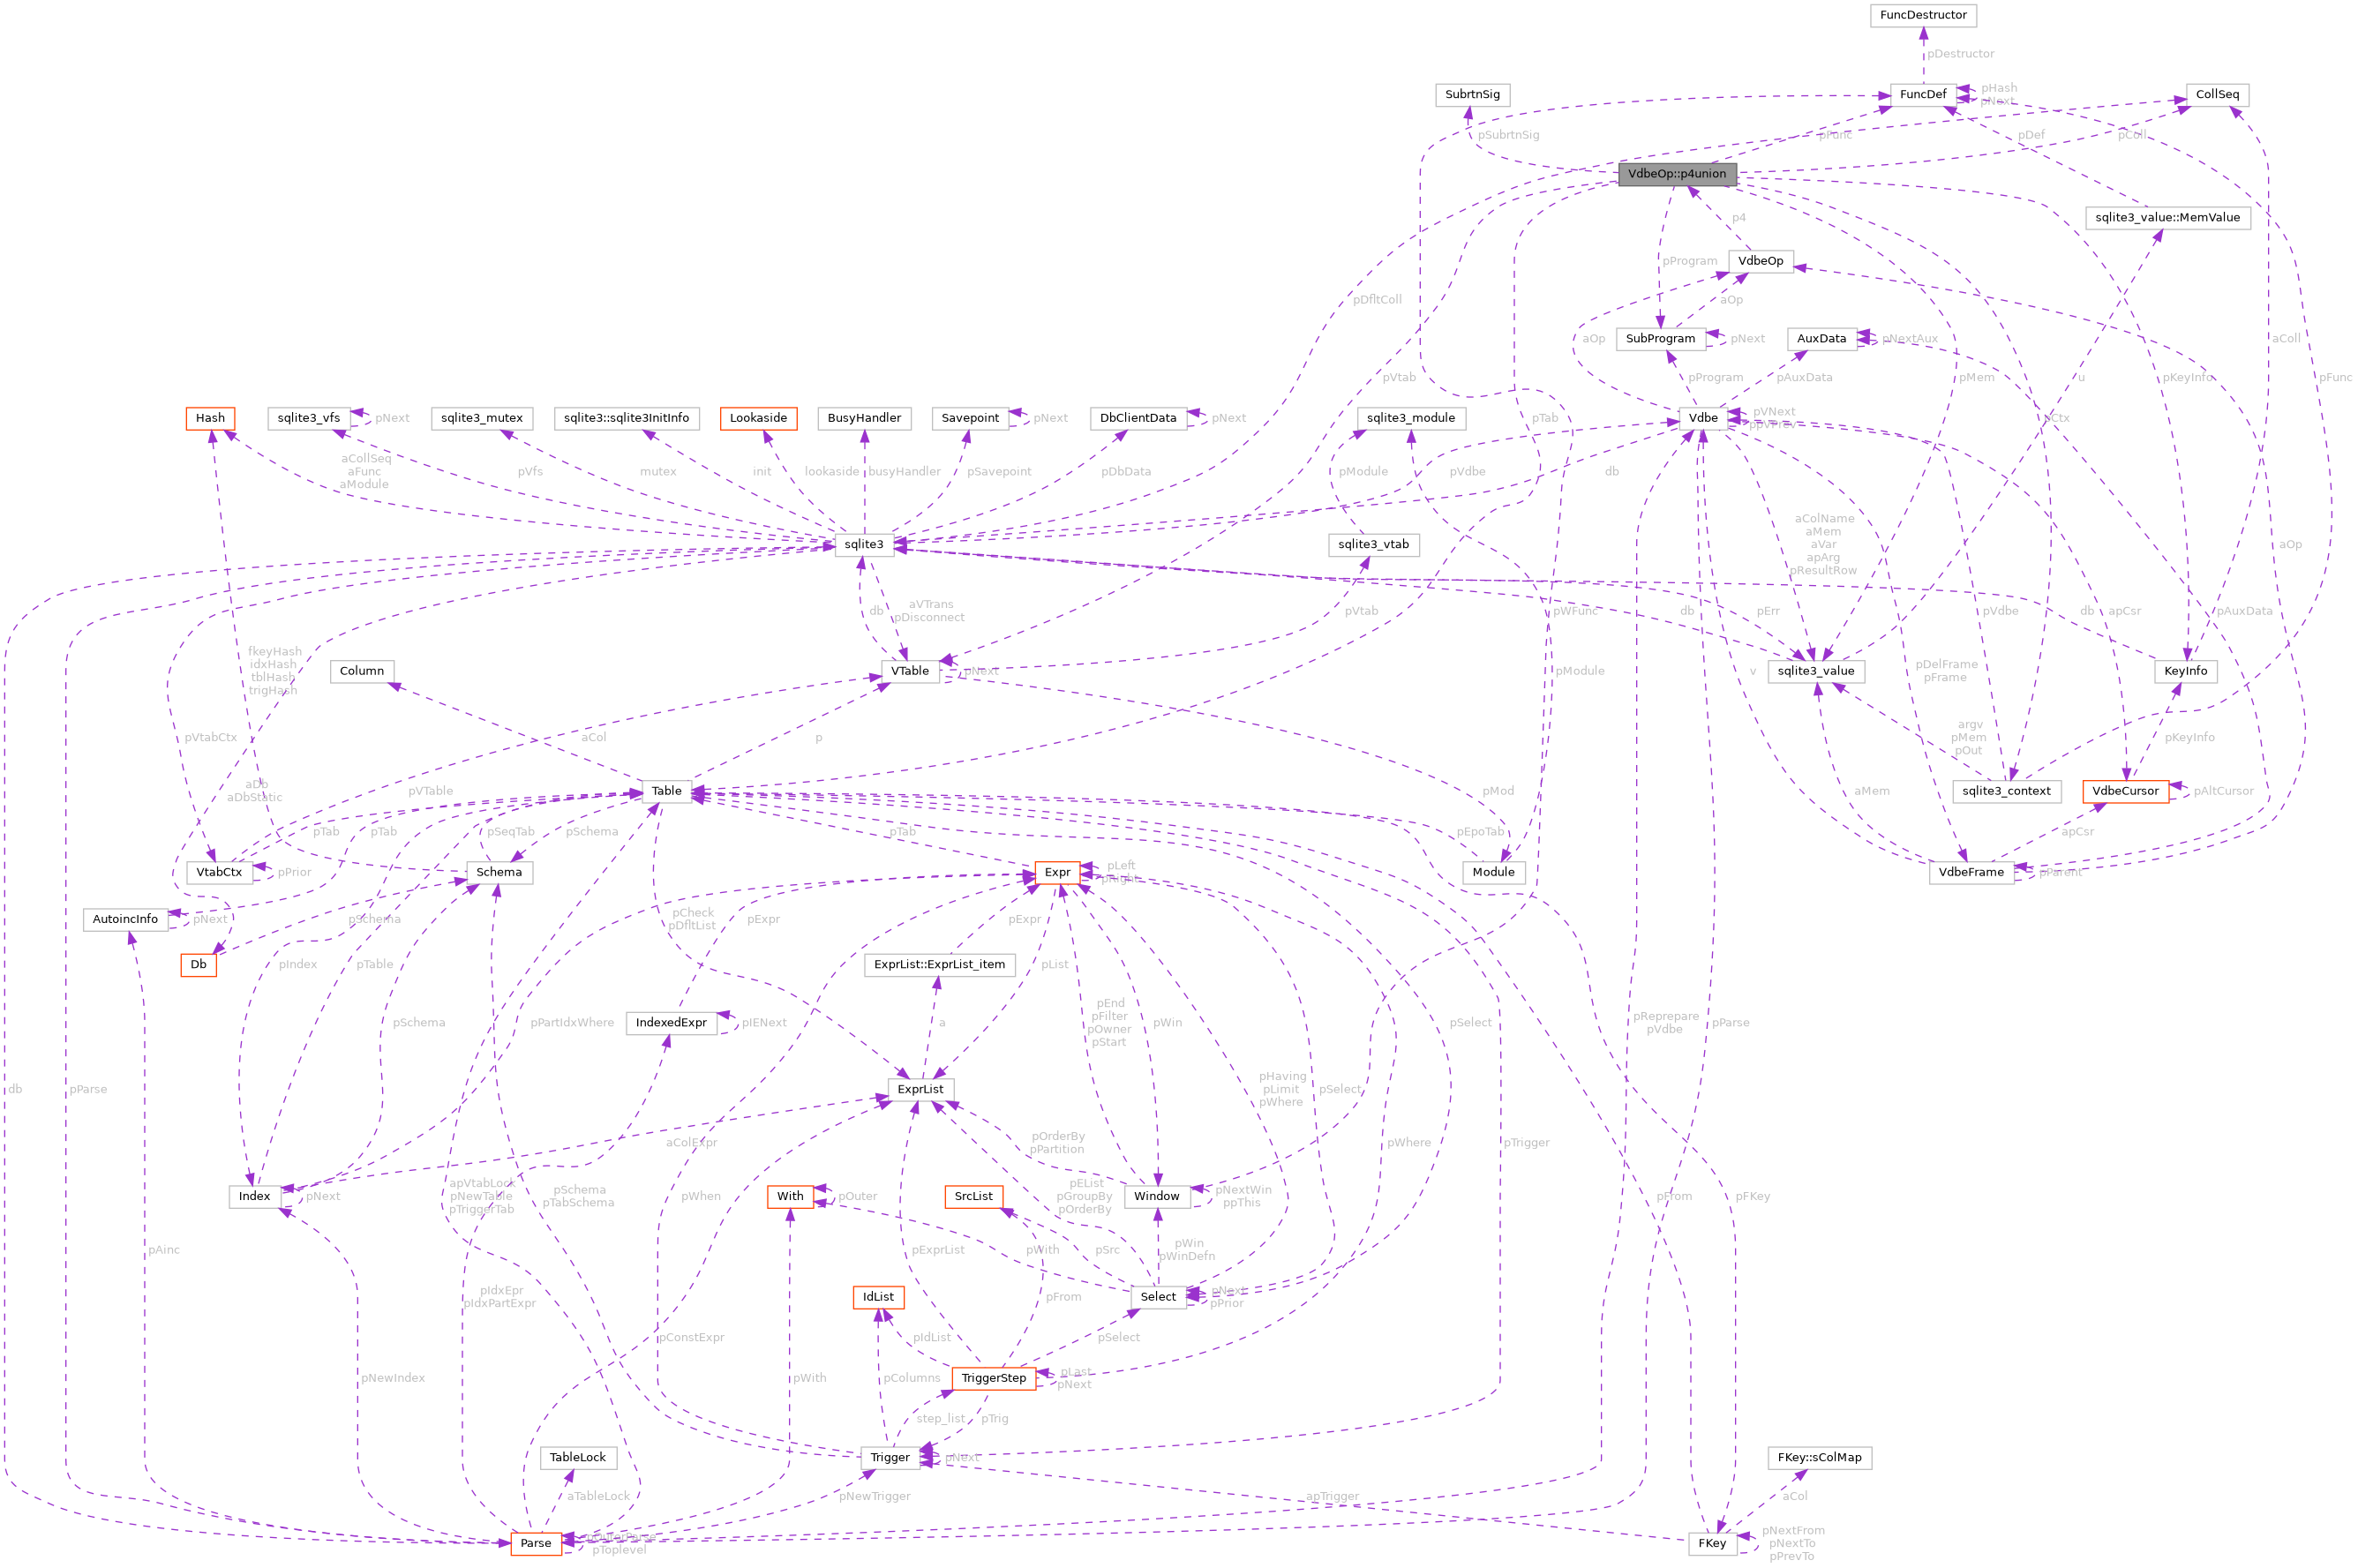 FuncDestructor
pDestructor
SubrtnSig
FuncDef
pHash
pNext
CollSeq
pSubrtnSig
pFunc
pDef
pColl
VdbeOp::p4union
p4
sqlite3_value::MemValue
pProgram
VdbeOp
pDfltColl
SubProgram
pNext
aOp
aOp
AuxData
pNextAux
aColl
pVtab
pProgram
pAuxData
pMem
pKeyInfo
u
pFunc
Hash
sqlite3_vfs
pNext
sqlite3_mutex
sqlite3::sqlite3InitInfo
Lookaside
BusyHandler
Savepoint
pNext
DbClientData
pNext
sqlite3_module
pTab
Vdbe
pVNext
ppVPrev
pCtx
aCollSeq
aFunc
aModule
pVfs
mutex
init
lookaside
busyHandler
pSavepoint
pDbData
pModule
pVdbe
db
aColName
aMem
aVar
apArg
pResultRow
sqlite3
sqlite3_vtab
aOp
db
aVTrans
pDisconnect
pVtab
pWFunc
pErr
db
apCsr
pVdbe
db
pAuxData
fkeyHash
idxHash
tblHash
trigHash
Column
VTable
pNext
pModule
v
sqlite3_value
pDelFrame
pFrame
KeyInfo
pVtabCtx
aCol
p
argv
pMem
pOut
pKeyInfo
aDb
aDbStatic
pVTable
Table
pMod
aMem
sqlite3_context
VdbeCursor
pAltCursor
pTab
pTab
pSeqTab
pSchema
pTab
pEpoTab
apCsr
VtabCtx
pPrior
Schema
Expr
pLeft
pRight
Module
VdbeFrame
pParent
AutoincInfo
pNext
pSchema
pCheck
pDfltList
pExpr
pExpr
Db
pIndex
pTable
ExprList::ExprList_item
pList
pSchema
pPartIdxWhere
IndexedExpr
pIENext
a
pEnd
pFilter
pOwner
pStart
pWin
pSelect
pReprepare
pVdbe
pParse
db
pParse
ExprList
pHaving
pLimit
pWhere
pSelect
aColExpr
pOrderBy
pPartition
pWhere
pTrigger
Index
pNext
apVtabLock
pNewTable
pTriggerTab
pSchema
pTabSchema
pWhen
With
pOuter
SrcList
pEList
pGroupBy
pOrderBy
Window
pNextWin
ppThis
pFrom
pFKey
pAinc
pExprList
pWith
pSrc
pWin
pWinDefn
pIdxEpr
pIdxPartExpr
IdList
pFrom
Select
pNext
pPrior
pConstExpr
pIdList
pSelect
pNewIndex
pWith
pColumns
TriggerStep
pLast
pNext
step_list
pTrig
TableLock
Trigger
pNext
FKey::sColMap
aTableLock
pNewTrigger
apTrigger
aCol
Parse
pOuterParse
pToplevel
FKey
pNextFrom
pNextTo
pPrevTo